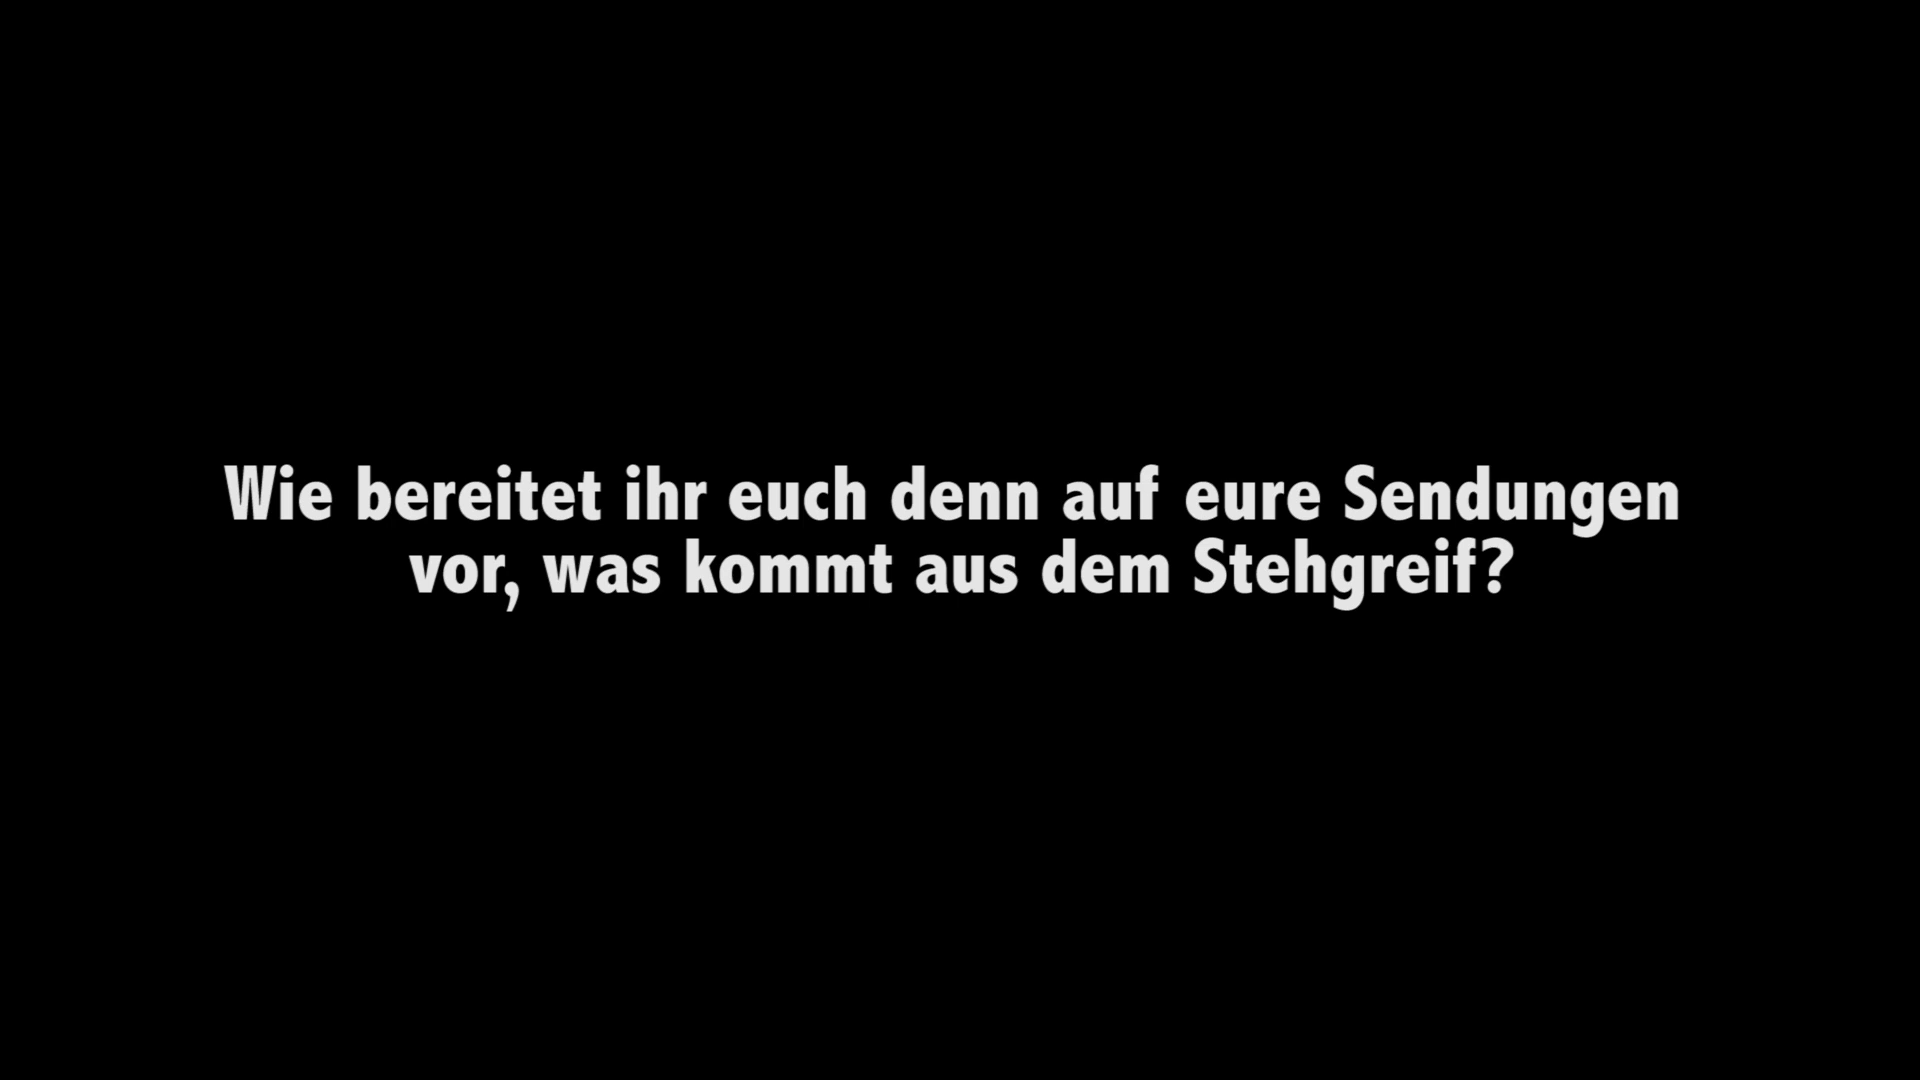 Wie bereitet ihr euch denn auf eure Sendungen
vor, was kommt aus dem Stehgreif?